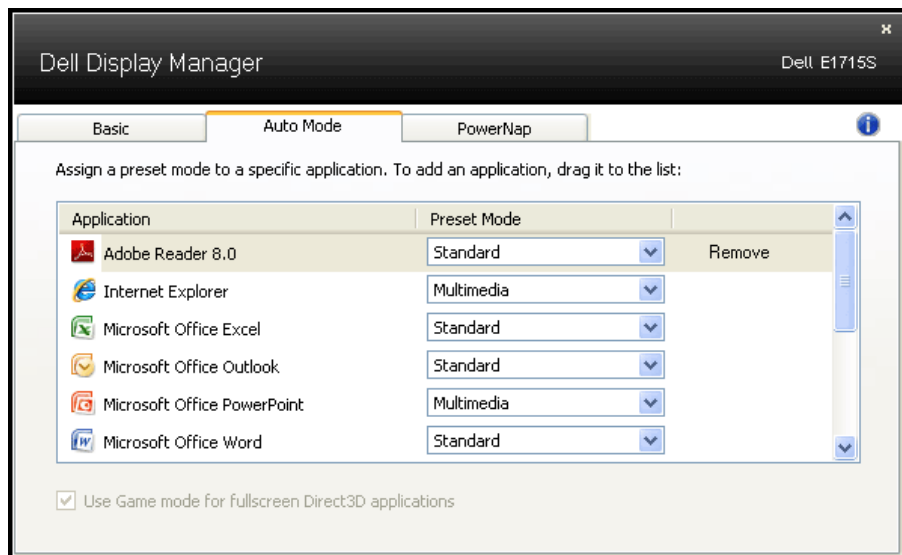 Dell Display Manager
Dell E1715S
Basic Auto Mode PowerNap
Assign a preset mode to a specific application. To add an application, drag it to the list:
Application Preset Mode
Adobe Reader 8.0 Standard Remove
Internet Explorer Multimedia
Microsoft Office Excel Standard
Microsoft Office Outlook Standard
Microsoft Office PowerPoint Multimedia
Microsoft Office Word Standard
Use Game mode for fullscreen Direct3D applications